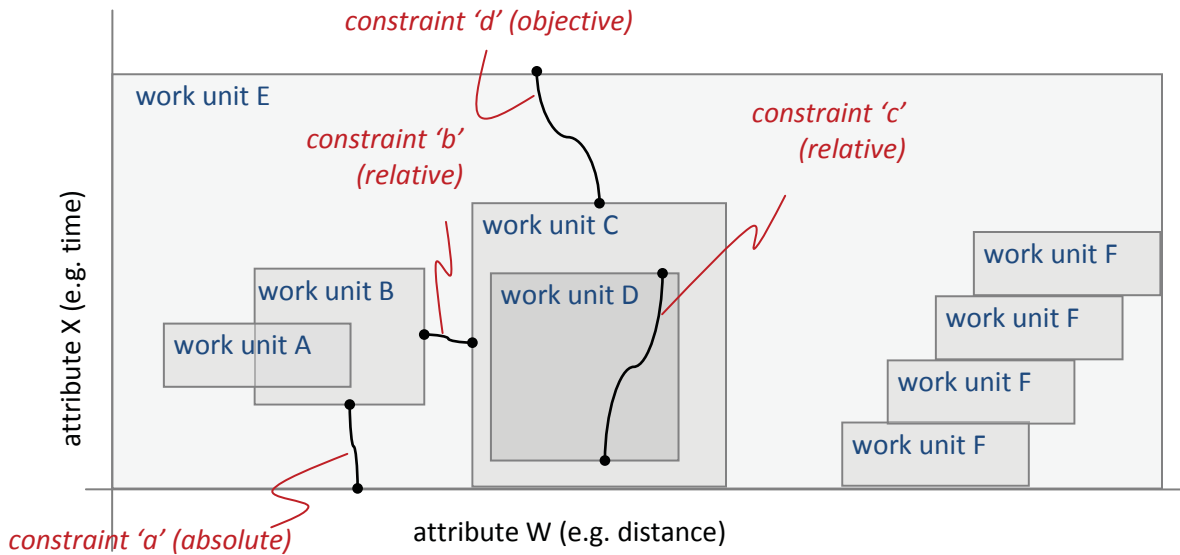 constraint ‘d’ (objective)
work unit E
constraint ‘b’
(relative)
constraint ‘c’
(relative)
work unit C
work unit F
work unit B
work unit D
work unit F
work unit A
work unit F
work unit F
attribute X (e.g. time)
constraint ‘a’ (absolute)
attribute W (e.g. distance)